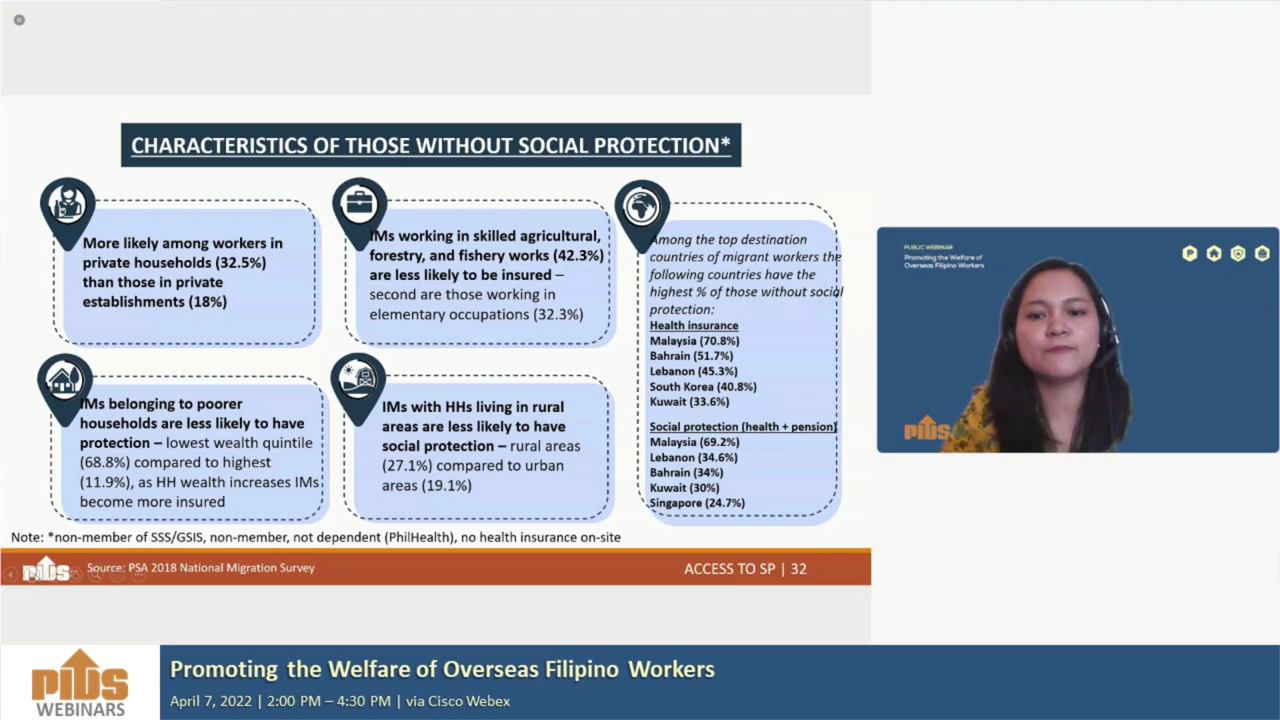 CHARACTERISTICS OF THOSE WITHOUT SOCIAL PROTECTION*
More likely among workers in
private households (32.5%)
than those in private
establishments (18%)
IMs working in skilled agricultural,
forestry, and fishery works (42.3%)
are less likely to be insured –
second are those working in
elementary occupations (32.3%)
Among the top destination
countries of migrant workers the
following countries have the
highest % of those without social
protection:
Health insurance
Malaysia (70.8%)
Bahrain (51.7%)
Lebanon (45.3%)
South Korea (40.8%)
Kuwait (33.6%)
Social protection (health + pension)
Malaysia (69.2%)
Lebanon (34.6%)
Bahrain (34%)
Kuwait (30%)
Singapore (24.7%)
IMs belonging to poorer
households are less likely to have
protection – lowest wealth quintile
(68.8%) compared to highest
(11.9%), as HH wealth increases IMs
become more insured
IMs with HHs living in rural
areas are less likely to have
social protection – rural areas
(27.1%) compared to urban
areas (19.1%)
Note: *non-member of SSS/GSIS, non-member, not dependent (PhilHealth), no health insurance on-site
PIDS
Source: PSA 2018 National Migration Survey
ACCESS TO SP | 32
PUBLIC WEBINAR
Promoting the Welfare of
Overseas Filipino Workers
PIDS
PIDS
WEBINARS
Promoting the Welfare of Overseas Filipino Workers
April 7, 2022 | 2:00 PM – 4:30 PM | via Cisco Webex